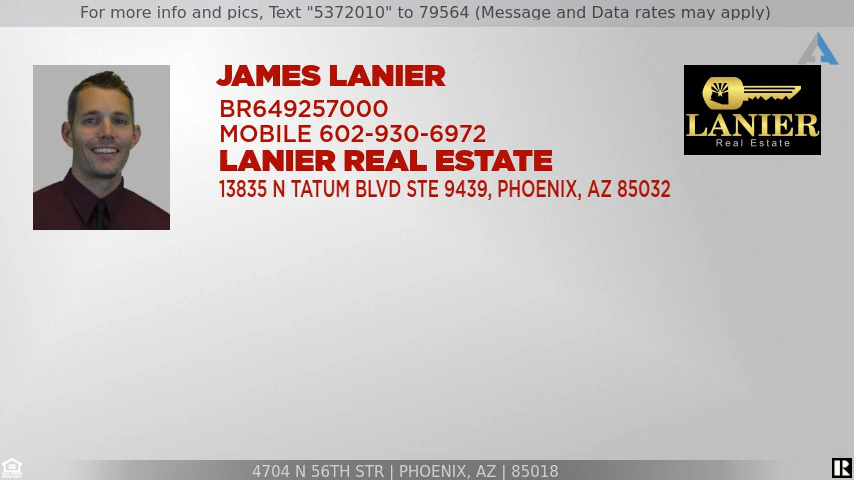 For more info and pics, Text "5372010" to 79564 (Message and Data rates may apply)
JAMES LANIER
BR649257000
MOBILE 602-930-6972
LANIER REAL ESTATE
13835 N TATUM BLVD STE 9439, PHOENIX, AZ 85032
LANIER
Real Estate
4704 N 56TH STR | PHOENIX, AZ | 85018